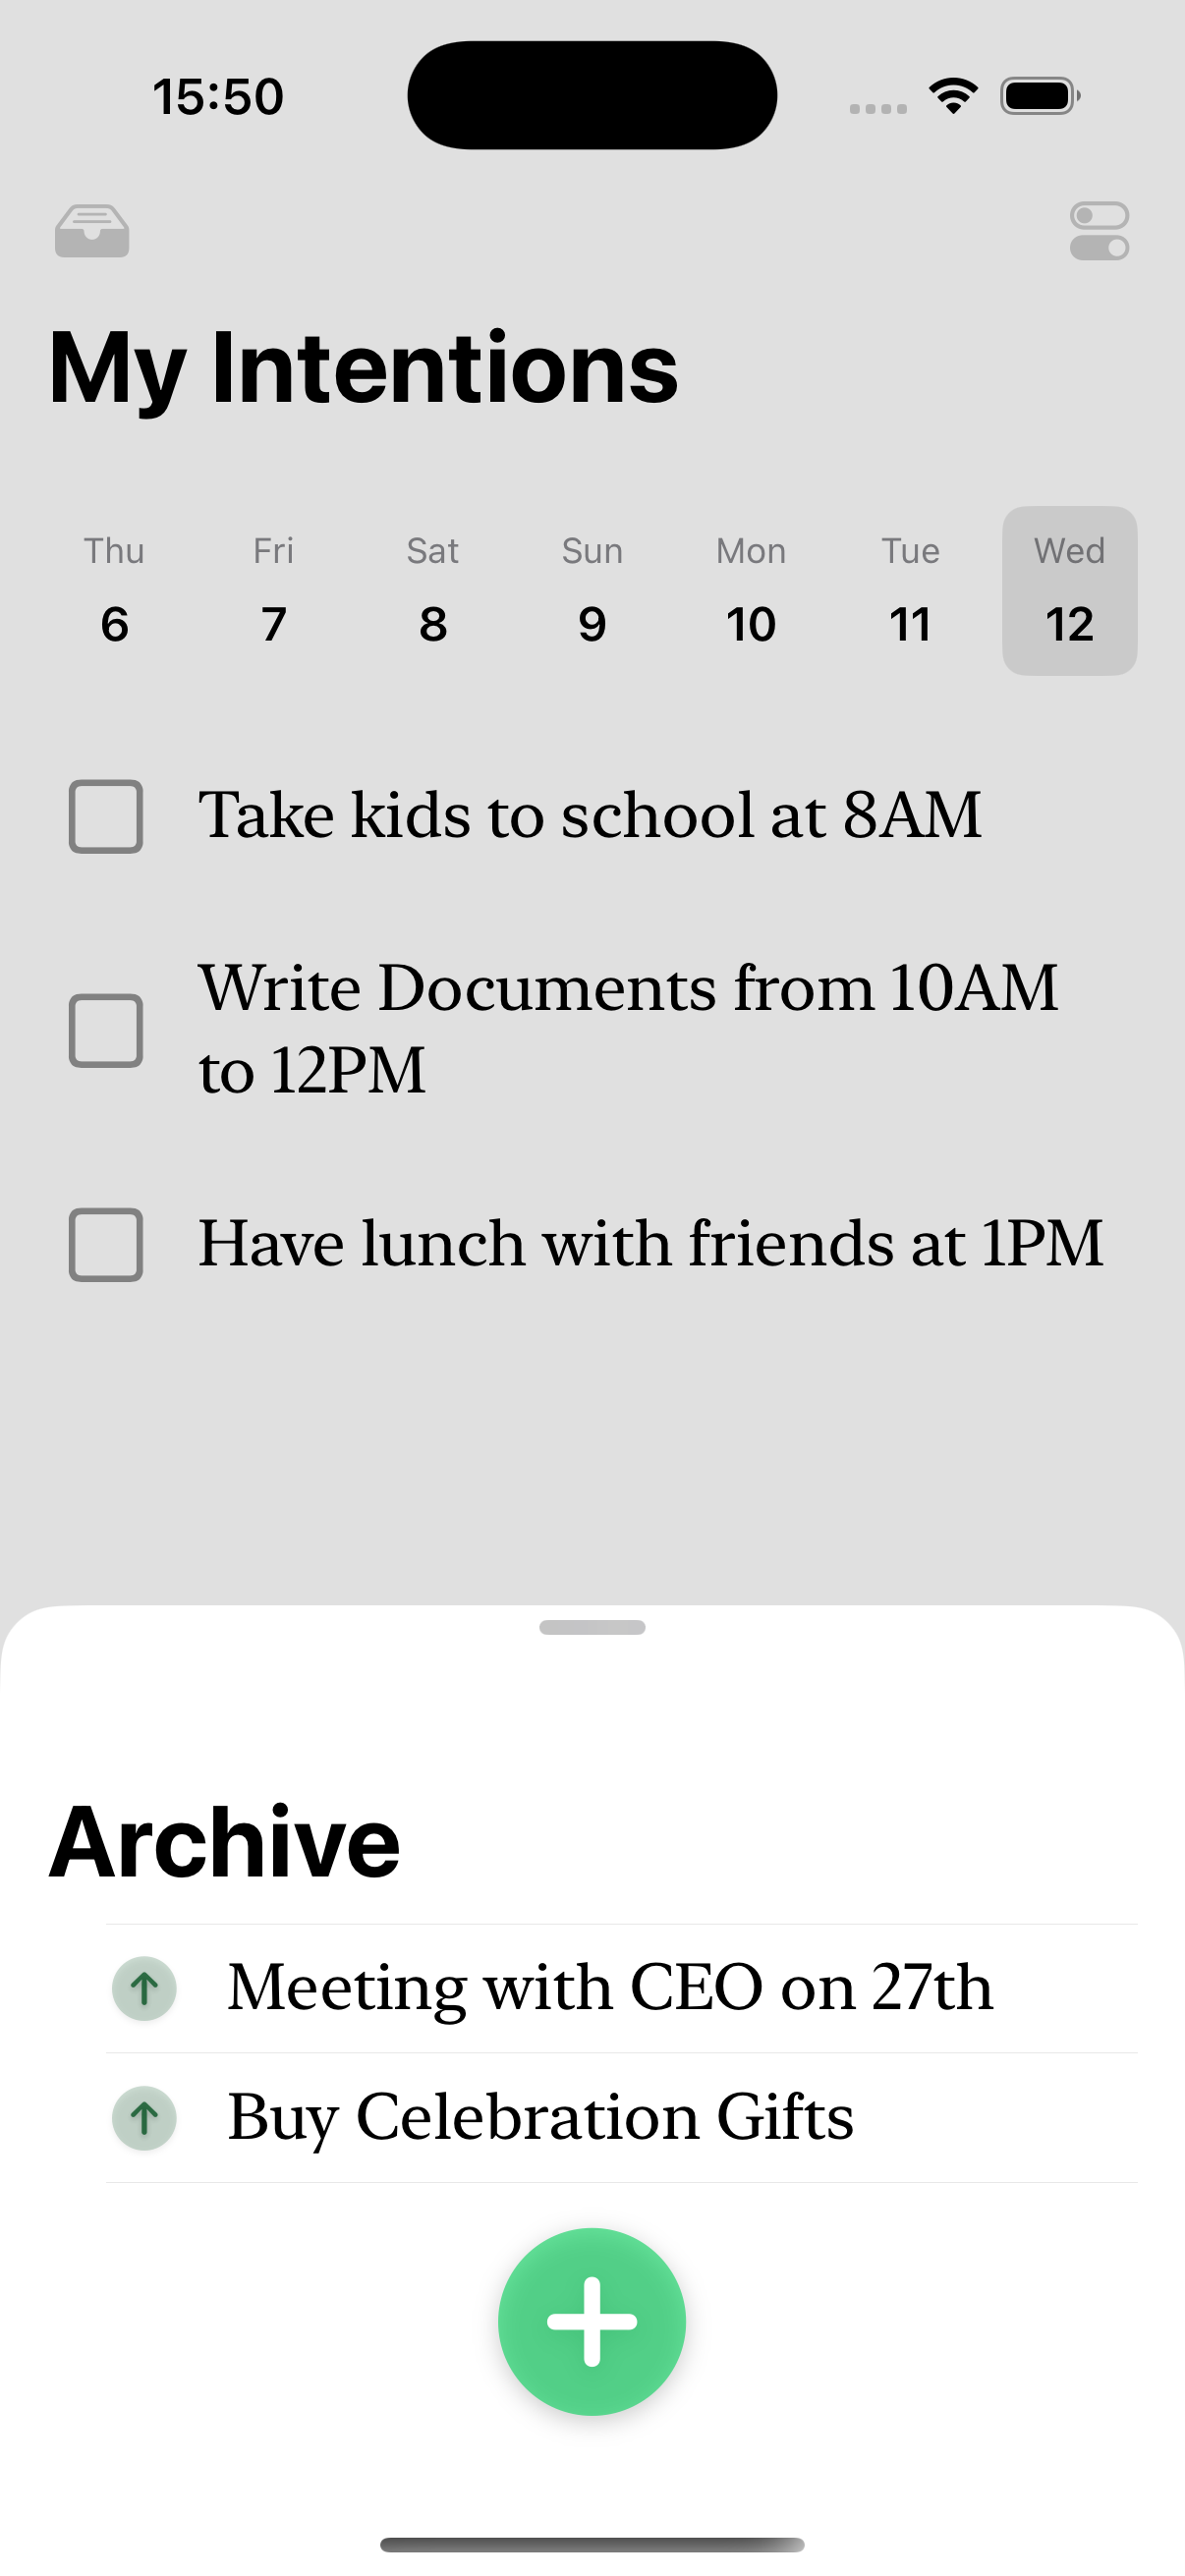 15:50
My Intentions
Thu Fri Sat Sun Mon Tue Wed
6 7 8 9 10 11 12
Take kids to school at 8AM
Write Documents from 10AM
to 12PM
Have lunch with friends at 1PM
Archive
Meeting with CEO on 27th
Buy Celebration Gifts